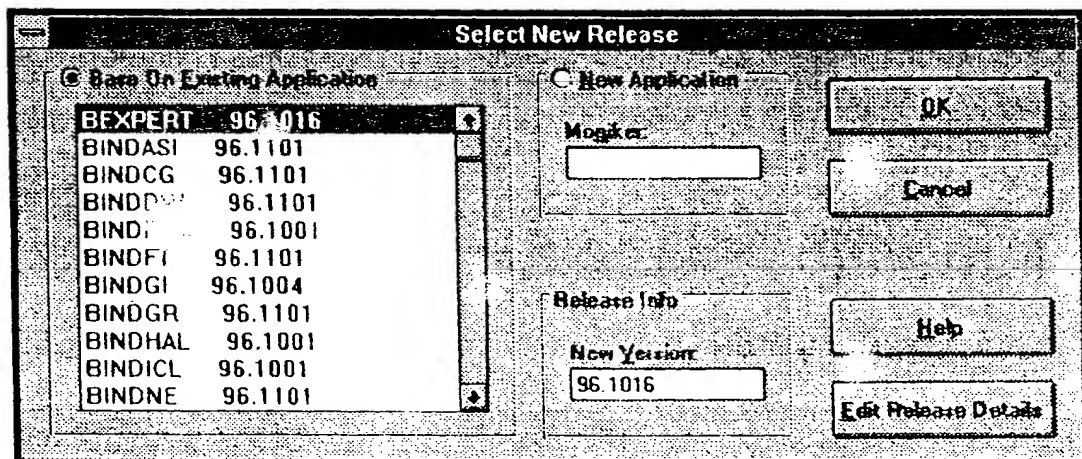 Select New Release
Base On Existing Application
BEXPERT 96.1016
BINDASI 96.1101
BINDCG 96.1101
96.1101
96.1001
96.1101
BINDGI 96.1004
BINDGR 96.1101
BINDHAL 96.1001
BINDICL 96.1001
BINDNE 96.1101
New Application
Moniker:
Release Info
New Version:
96.1016
OK
Cancel
Help
Edit Release Details